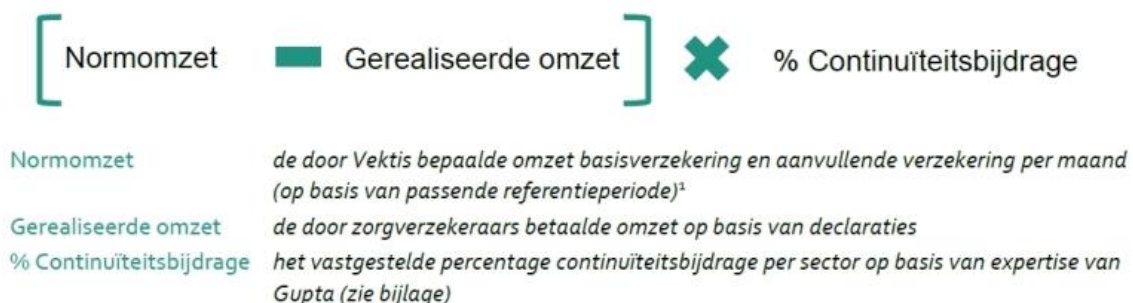 Normomzet Gerealiseerde omzet % Continuïteitsbijdrage
Normomzet de door Vektis bepaalde omzet basisverzekering en aanvullende verzekering per maand
(op basis van passende referentieperiode)¹
Gerealiseerde omzet de door zorgverzekeraars betaalde omzet op basis van declaraties
% Continuïteitsbijdrage het vastgestelde percentage continuïteitsbijdrage per sector op basis van expertise van
Gupta (zie bijlage)